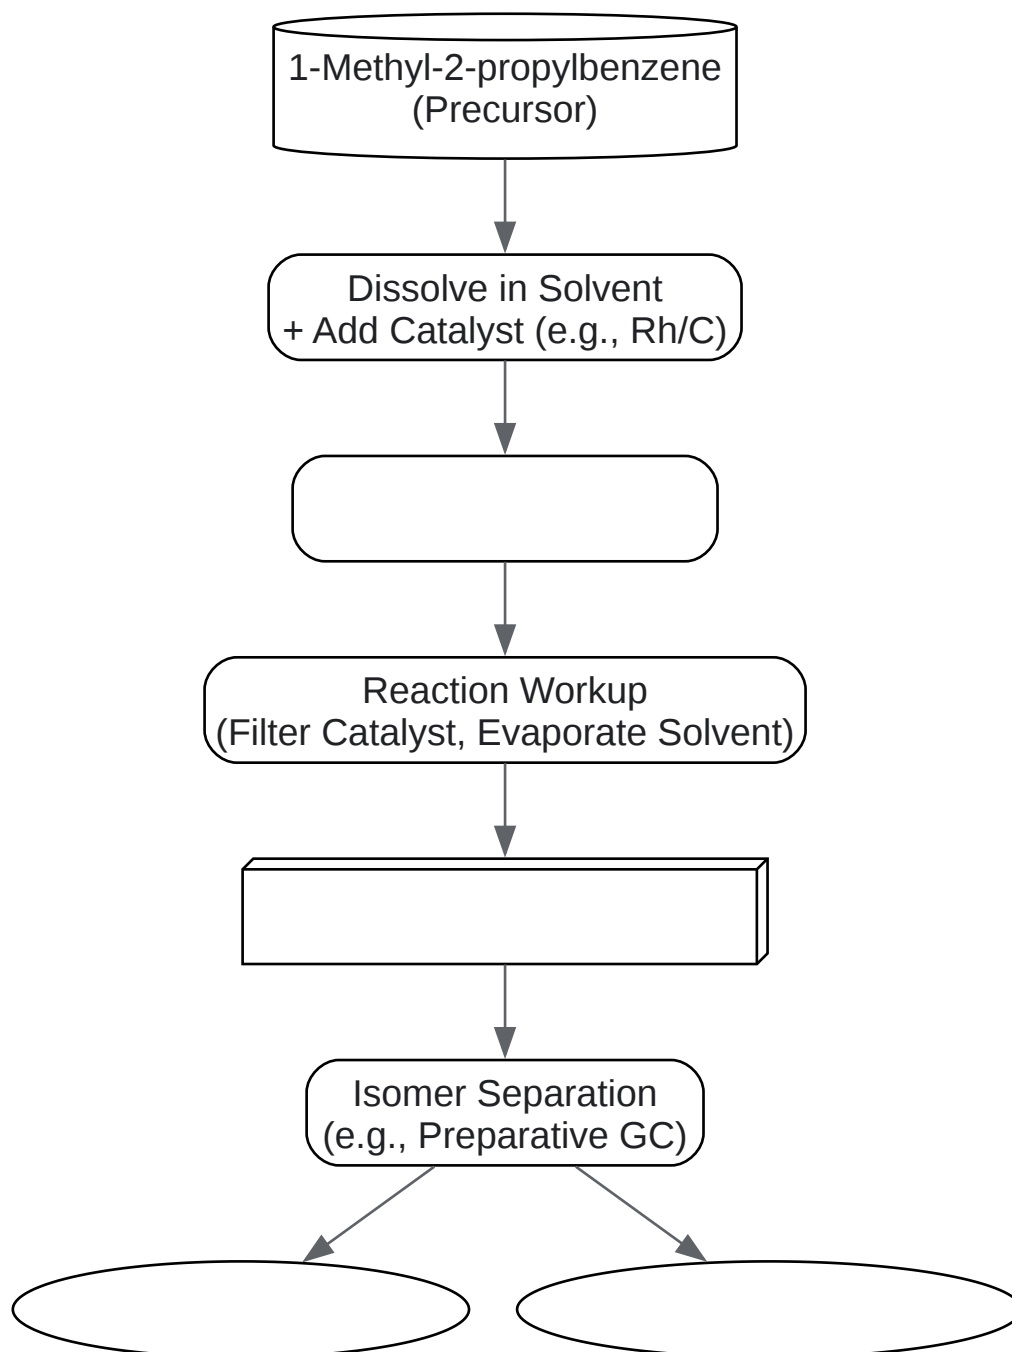 1-Methyl-2-propylbenzene
(Precursor)
Dissolve in Solvent
+ Add Catalyst (e.g., Rh/C)
Reaction Workup
(Filter Catalyst, Evaporate Solvent)
Isomer Separation
(e.g., Preparative GC)